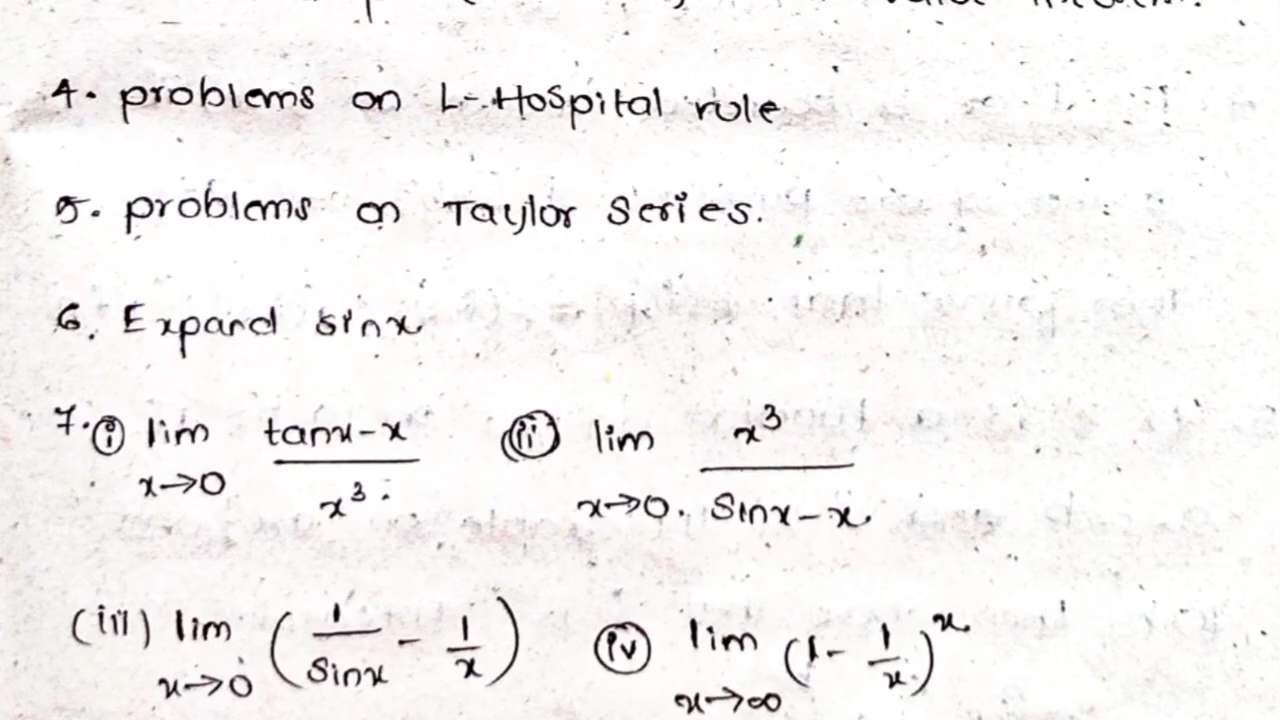 4. problems on L-Hospital rule
5. problems on Taylor Series.
6. Expand sinx
7. (i) lim x→0 tanx-x / x³. (ii) lim x→0. x³ / Sinx-x
(iii) lim x→0 (1/Sinx - 1/x) (iv) lim x→∞ (1 - 1/x)^x